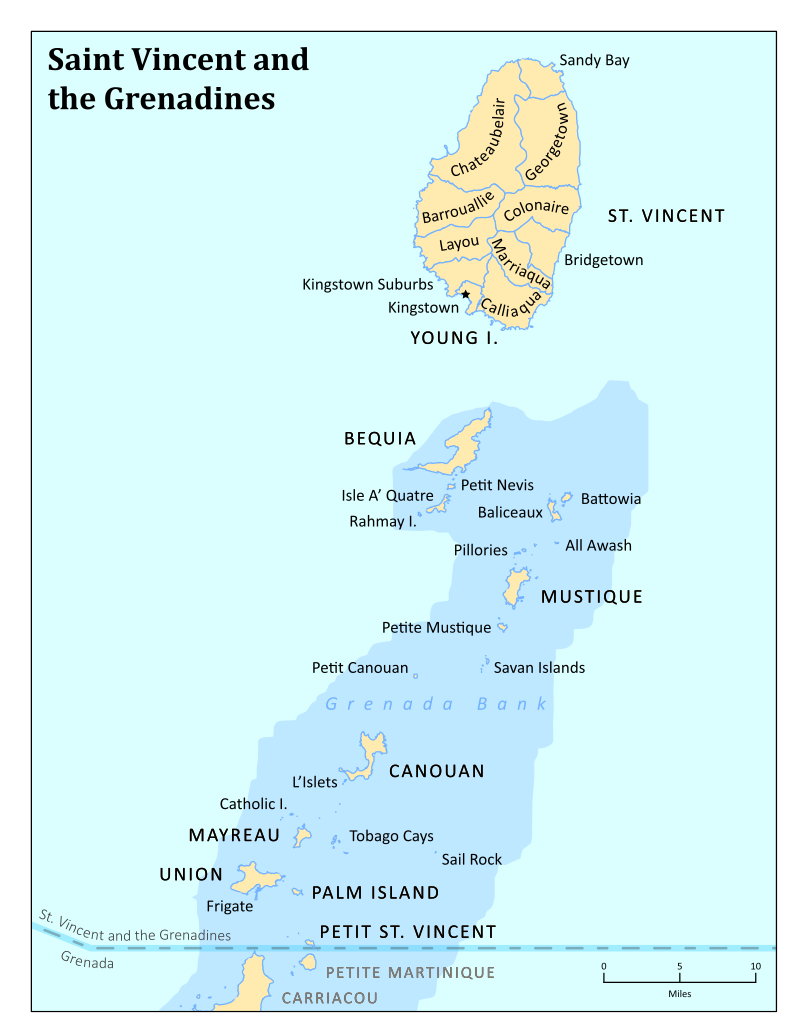 Saint Vincent and
the Grenadines
Sandy Bay
Chateaubelair
Georgetown
Barrouallie
Colonaire
ST. VINCENT
Layou
Marriaqua
Bridgetown
Kingstown Suburbs
Kingstown
Calliaqua
YOUNG I.
BEQUIA
Petit Nevis
Isle A’ Quatre
Battowia
Rahmay I.
Baliceaux
Pillories
All Awash
MUSTIQUE
Petite Mustique
Petit Canouan
Savan Islands
Grenada Bank
CANOUAN
L’Islets
Catholic I.
MAYREAU
Tobago Cays
Sail Rock
UNION
PALM ISLAND
Frigate
St. Vincent and the Grenadines
PETIT ST. VINCENT
Grenada
PETITE MARTINIQUE
CARRIACOU
0 5 10
Miles